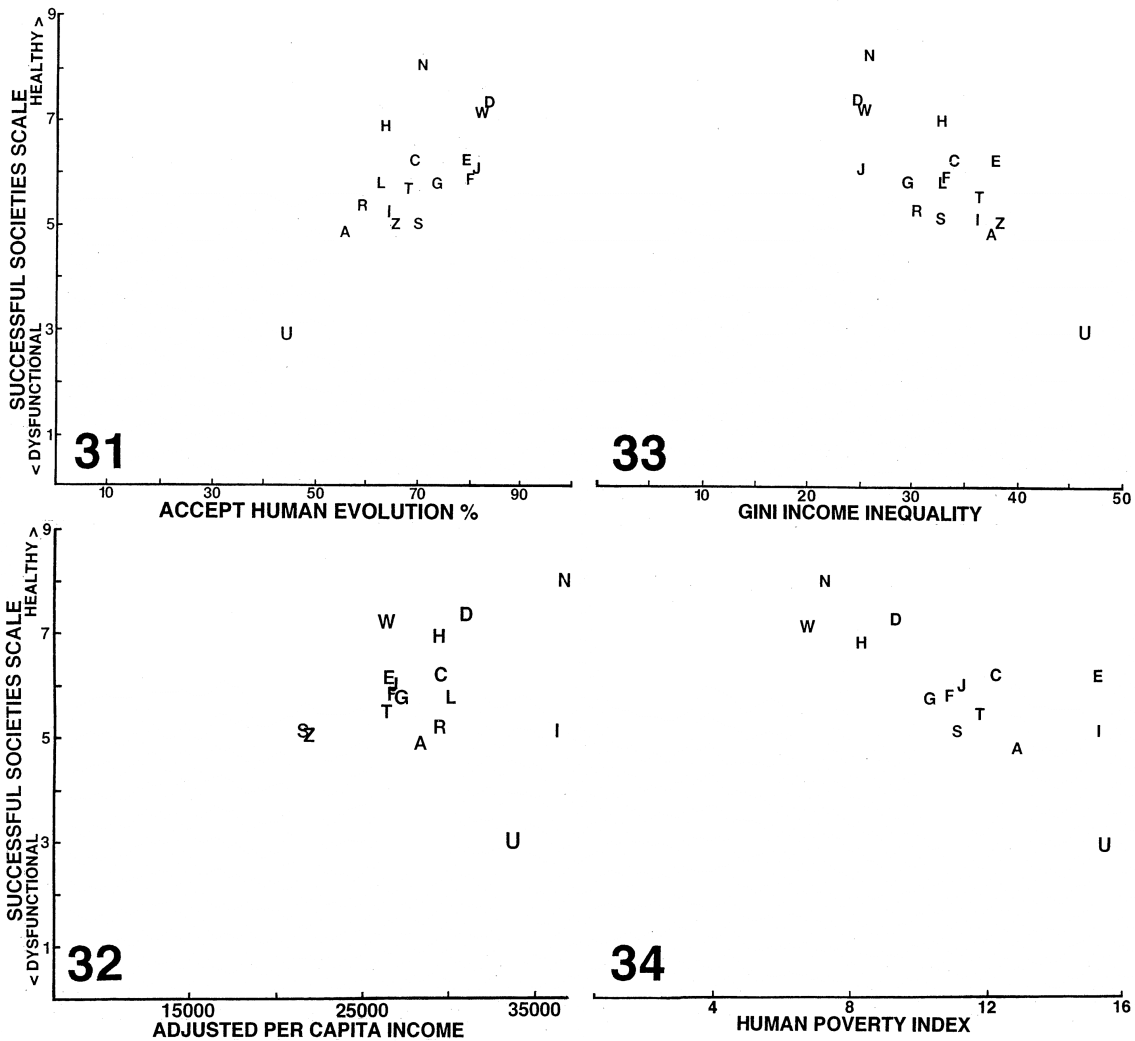 9
7
5
3
1
SUCCESSFUL SOCIETIES SCALE
< DYSFUNCTIONAL
HEALTHY >
N
D
W
H
C
E
J
F
L
T
G
R
I
Z
S
A
U
31
10 30 50 70 90
ACCEPT HUMAN EVOLUTION %
N
D
W
H
J
C
E
G
F
L
T
R
S
I
Z
A
U
33
10 20 30 40 50
GINI INCOME INEQUALITY
9
7
5
3
1
SUCCESSFUL SOCIETIES SCALE
< DYSFUNCTIONAL
HEALTHY >
N
D
W
H
C
E
J
F
G
L
T
R
S
Z
A
I
U
32
15000 25000 35000
ADJUSTED PER CAPITA INCOME
N
D
W
H
C
E
J
F
G
T
S
I
A
U
34
4 8 12 16
HUMAN POVERTY INDEX